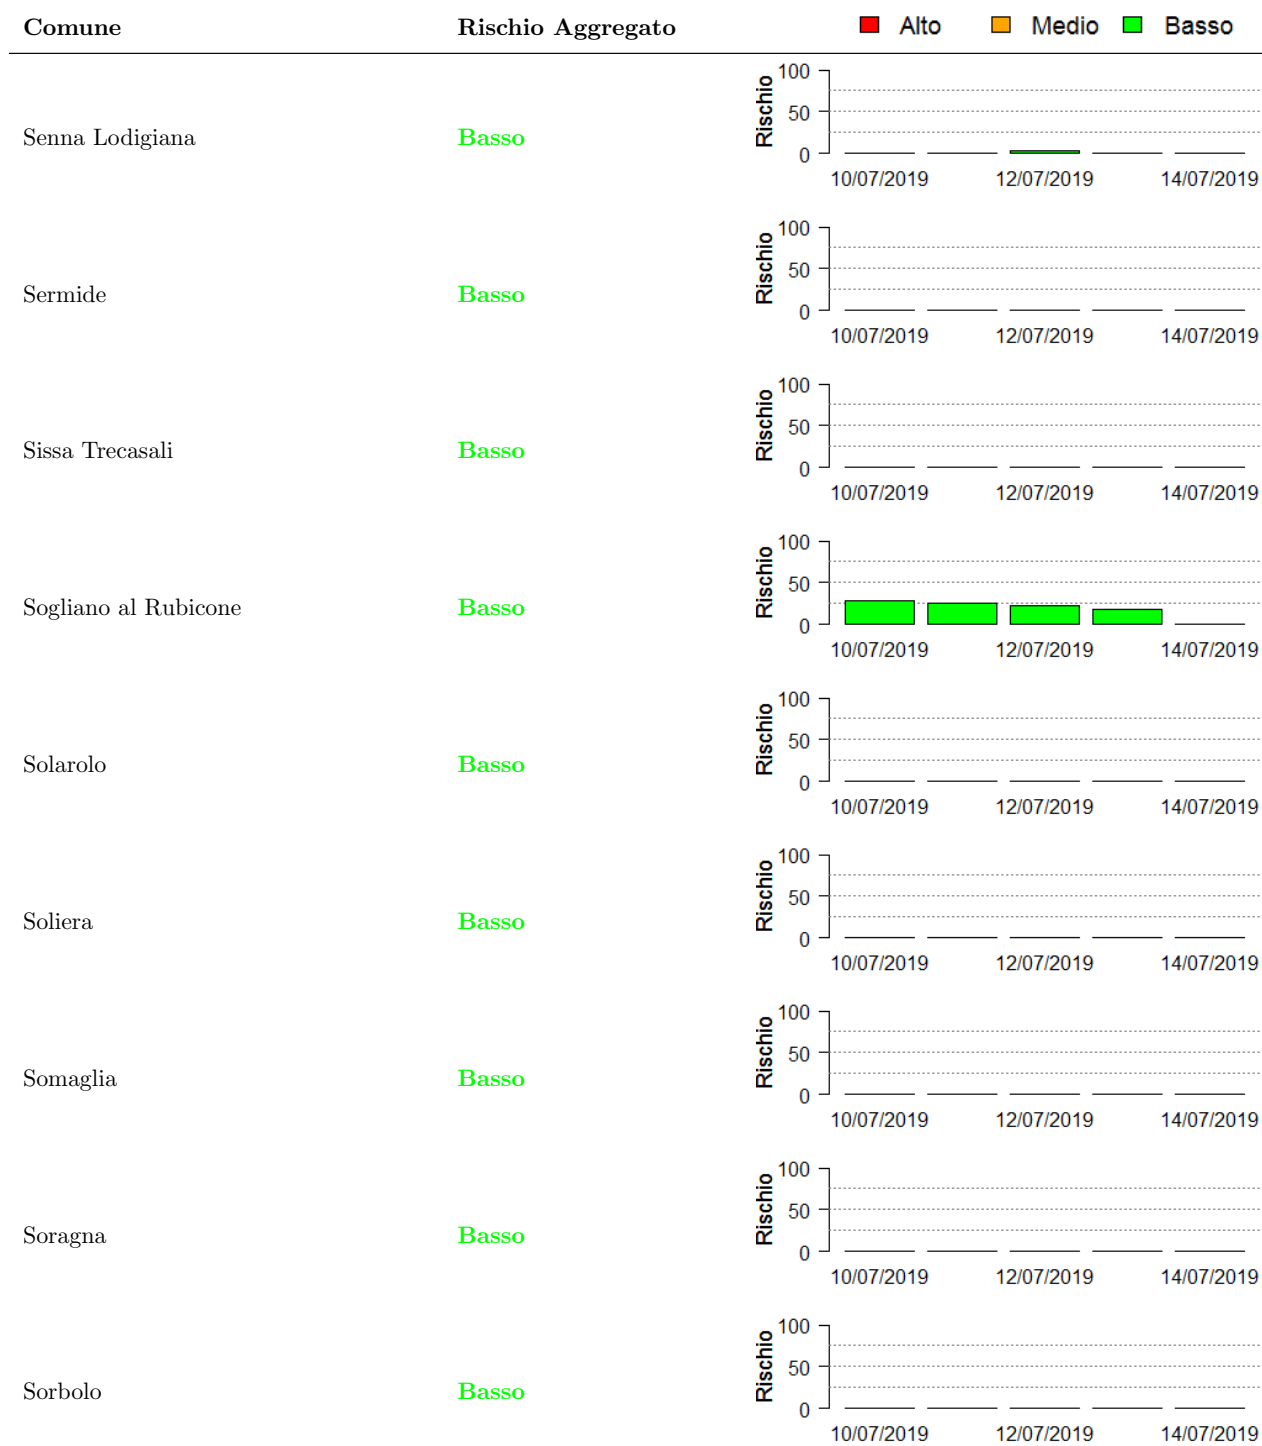 Comune Rischio Aggregato Alto Medio Basso
100
50
0
Rischio
Senna Lodigiana Basso
10/07/2019 12/07/2019 14/07/2019
100
50
0
Rischio
Sermide Basso
10/07/2019 12/07/2019 14/07/2019
100
50
0
Rischio
Sissa Trecasali Basso
10/07/2019 12/07/2019 14/07/2019
100
50
0
Rischio
Sogliano al Rubicone Basso
10/07/2019 12/07/2019 14/07/2019
100
50
0
Rischio
Solarolo Basso
10/07/2019 12/07/2019 14/07/2019
100
50
0
Rischio
Soliera Basso
10/07/2019 12/07/2019 14/07/2019
100
50
0
Rischio
Somaglia Basso
10/07/2019 12/07/2019 14/07/2019
100
50
0
Rischio
Soragna Basso
10/07/2019 12/07/2019 14/07/2019
100
50
0
Rischio
Sorbolo Basso
10/07/2019 12/07/2019 14/07/2019